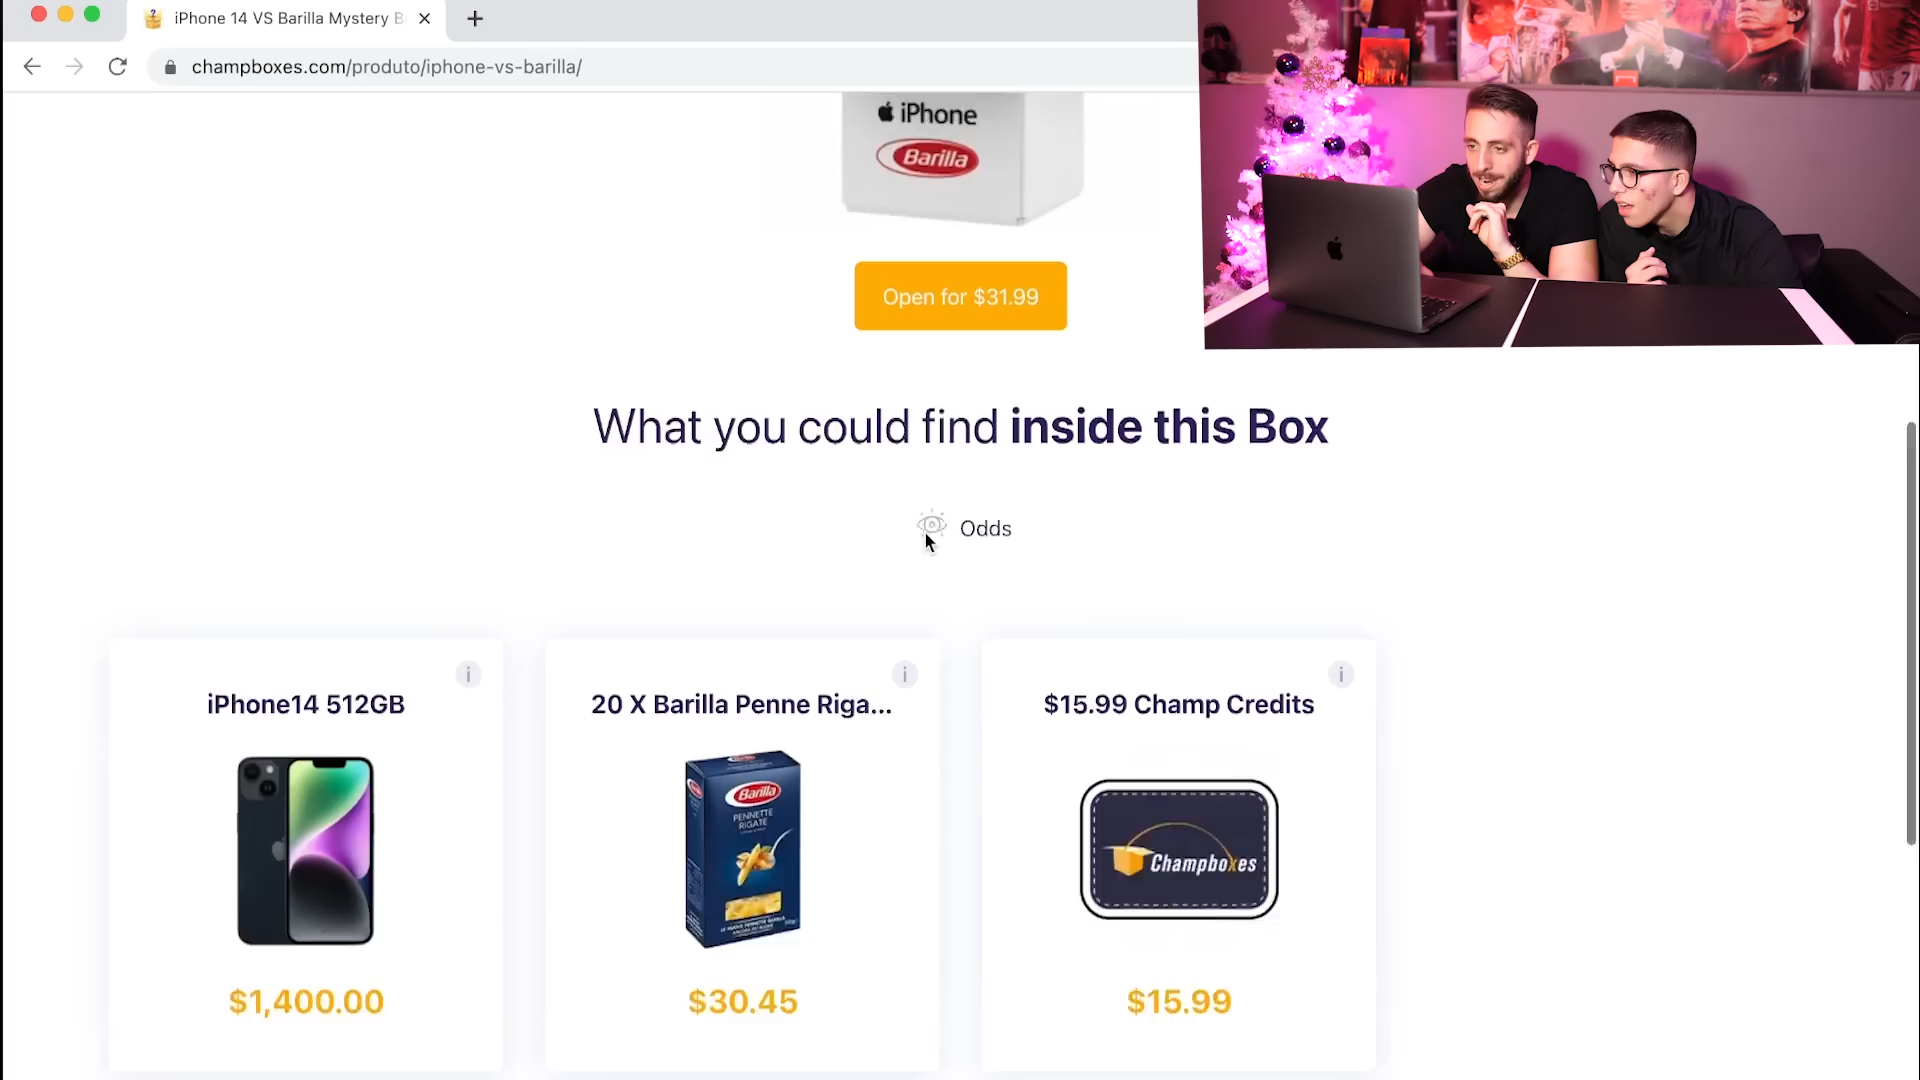 iPhone 14 VS Barilla Mystery B
champboxes.com/produto/iphone-vs-barilla/
iPhone
Barilla
Open for $31.99
What you could find inside this Box
Odds
iPhone14 512GB
20 X Barilla Penne Riga...
$15.99 Champ Credits
Barilla
PENNETTE
RIGATE
Champboxes
$1,400.00
$30.45
$15.99